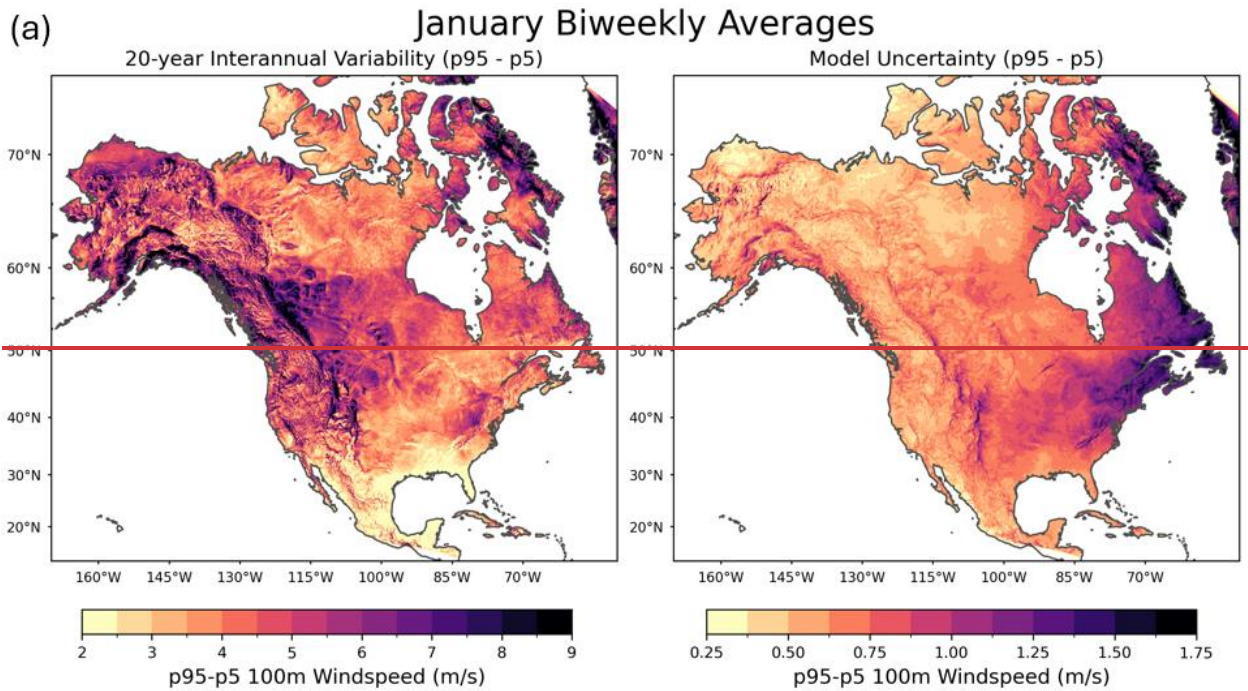 (a)
January Biweekly Averages
20-year Interannual Variability (p95 - p5)
Model Uncertainty (p95 - p5)
70°N
60°N
50°N
40°N
30°N
20°N
70°N
60°N
50°N
40°N
30°N
20°N
160°W 145°W 130°W 115°W 100°W 85°W 70°W
160°W 145°W 130°W 115°W 100°W 85°W 70°W
2 3 4 5 6 7 8 9
0.25 0.50 0.75 1.00 1.25 1.50 1.75
p95-p5 100m Windspeed (m/s)
p95-p5 100m Windspeed (m/s)